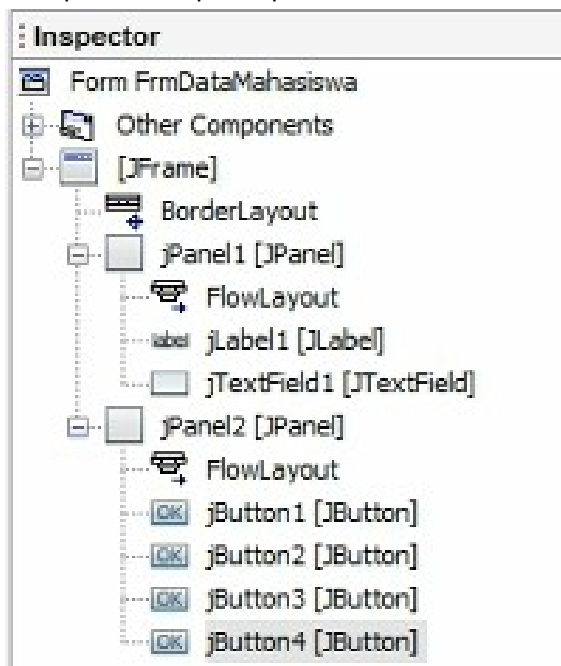 Inspector
Form FrmDataMahasiswa
Other Components
[JFrame]
BorderLayout
jPanel1 [JPanel]
FlowLayout
label jLabel1 [JLabel]
jTextField1 [JTextField]
jPanel2 [JPanel]
FlowLayout
OK jButton1 [JButton]
OK jButton2 [JButton]
OK jButton3 [JButton]
OK jButton4 [JButton]